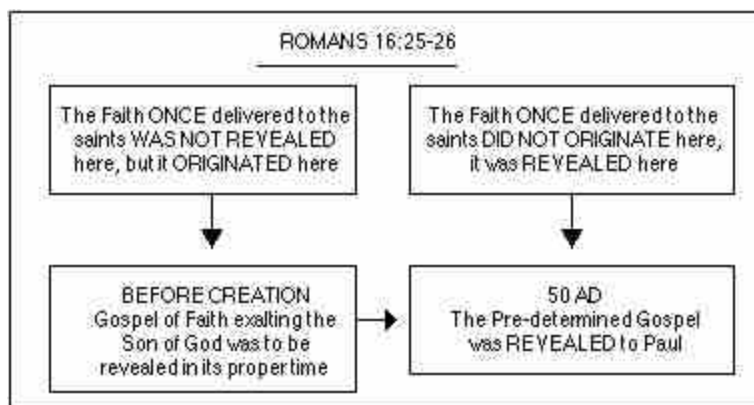 ROMANS 16:25-26
The Faith ONCE delivered to the
saints WAS NOT REVEALED
here, but it ORIGINATED here
The Faith ONCE delivered to the
saints DID NOT ORIGINATE here,
it was REVEALED here
BEFORE CREATION
Gospel of Faith exalting the
Son of God was to be
revealed in its proper time
50 AD
The Pre-determined Gospel
was REVEALED to Paul